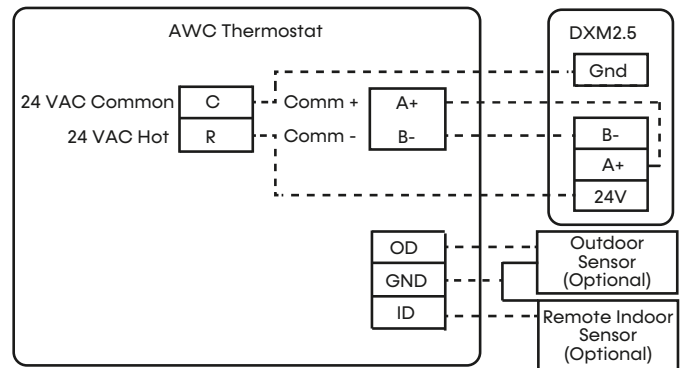 AWC Thermostat
DXM2.5
Gnd
24 VAC Common
C
Comm +
A+
24 VAC Hot
R
Comm -
B-
B-
A+
24V
OD
GND
ID
Outdoor
Sensor
(Optional)
Remote Indoor
Sensor
(Optional)